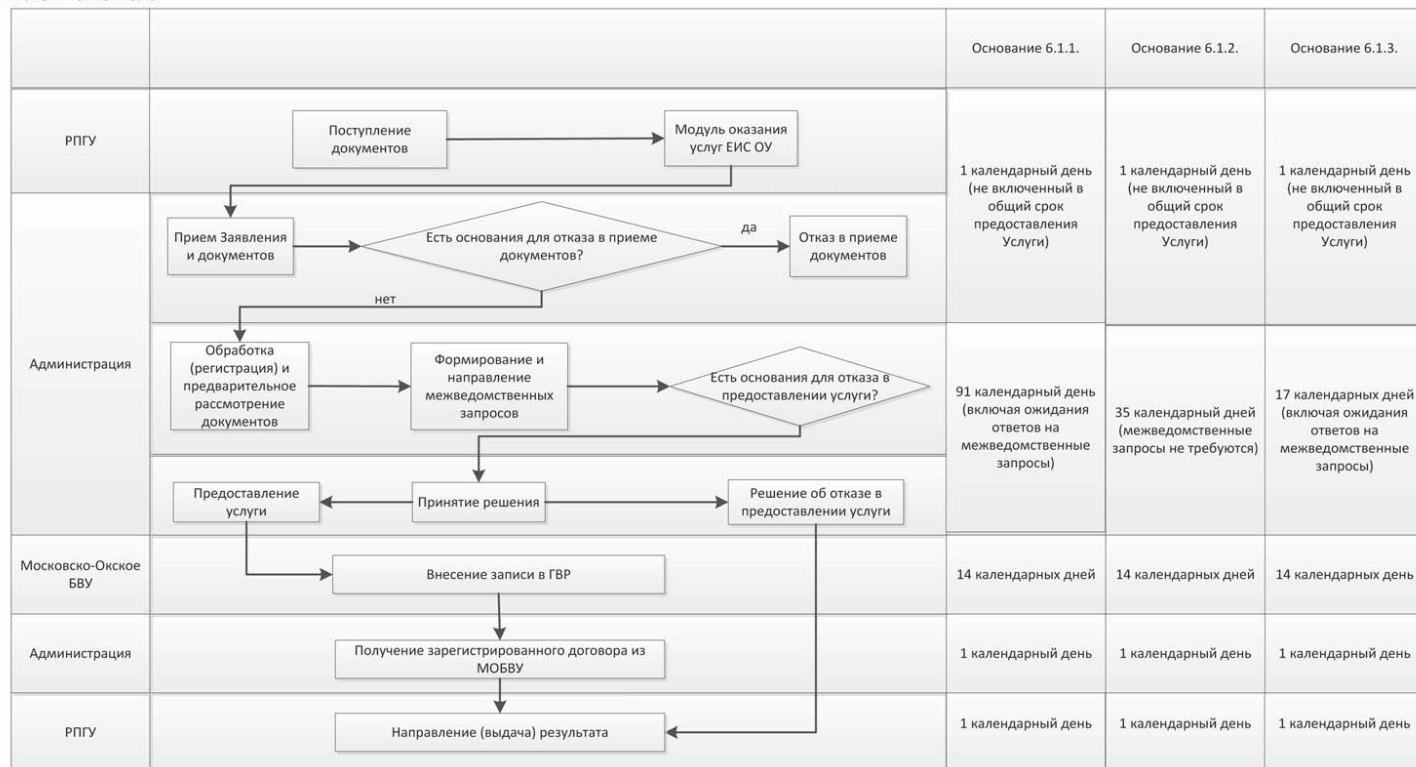 Основание 6.1.1.
Основание 6.1.2.
Основание 6.1.3.
РПГУ
Поступление
документов
Модуль оказания
услуг ЕИС ОУ
1 календарный день
(не включенный в
общий срок
предоставления
Услуги)
1 календарный день
(не включенный в
общий срок
предоставления
Услуги)
1 календарный день
(не включенный в
общий срок
предоставления
Услуги)
Администрация
Прием Заявления
и документов
Есть основания для отказа в приеме
документов?
да
Отказ в приеме
документов
нет
Обработка
(регистрация) и
предварительное
рассмотрение
документов
Формирование и
направление
межведомственных
запросов
Есть основания для отказа в
предоставлении услуги?
91 календарный день
(включая ожидания
ответов на
межведомственные
запросы)
35 календарный дней
(межведомственные
запросы не требуются)
17 календарных дней
(включая ожидания
ответов на
межведомственные
запросы)
Предоставление
услуги
Принятие решения
Решение об отказе в
предоставлении услуги
Московско-Окское
БВУ
Внесение записи в ГВР
14 календарных дней
14 календарных дней
14 календарных день
Администрация
Получение зарегистрированного договора из
МОБВУ
1 календарный день
1 календарный день
1 календарный день
РПГУ
Направление (выдача) результата
1 календарный день
1 календарный день
1 календарный день